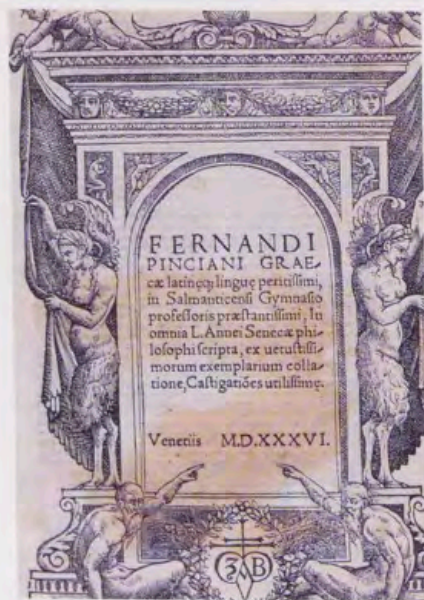 FERNANDI
PINCIANI GRAE-
cæ latinęq; linguę peritissimi,
in Salmanticensi Gymnasio
professoris præstantissimi, In
omnia L. Annei Senecæ phi-
losophi scripta, ex uetustissi-
morum exemplarium colla-
tione, Castigatiões utilissimę.
Venetiis M.D.XXXVI.
Z A B